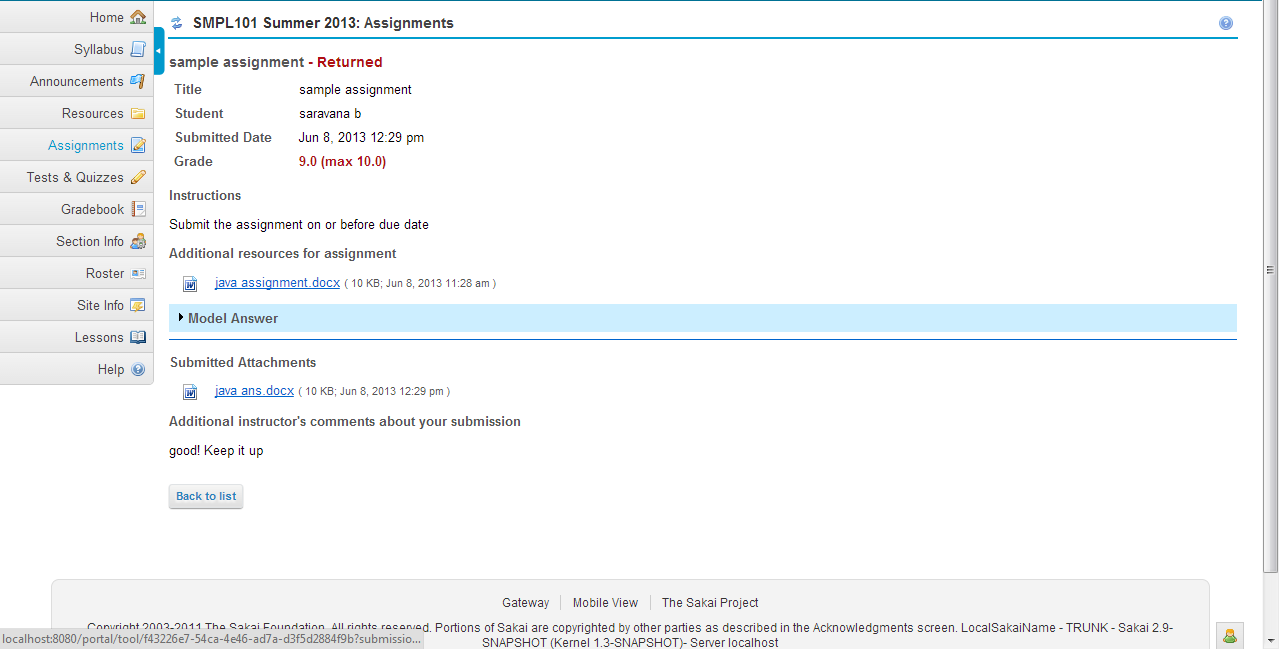 Home
Syllabus
Announcements
Resources
Assignments
Tests & Quizzes
Gradebook
Section Info
Roster
Site Info
Lessons
Help
SMPL101 Summer 2013: Assignments
sample assignment - Returned
Title sample assignment
Student saravana b
Submitted Date Jun 8, 2013 12:29 pm
Grade 9.0 (max 10.0)
Instructions
Submit the assignment on or before due date
Additional resources for assignment
java assignment.docx ( 10 KB; Jun 8, 2013 11:28 am )
Model Answer
Submitted Attachments
java ans.docx ( 10 KB; Jun 8, 2013 12:29 pm )
Additional instructor's comments about your submission
good! Keep it up
Back to list
Gateway Mobile View The Sakai Project
Copyright 2003-2011 The Sakai Foundation. All rights reserved. Portions of Sakai are copyrighted by other parties as described in the Acknowledgments screen. LocalSakaiName - TRUNK - Sakai 2.9-
SNAPSHOT (Kernel 1.3-SNAPSHOT)- Server localhost
localhost:8080/portal/tool/f43226e7-54ca-4e46-ad7a-d3f5d2884f9b?submissio...